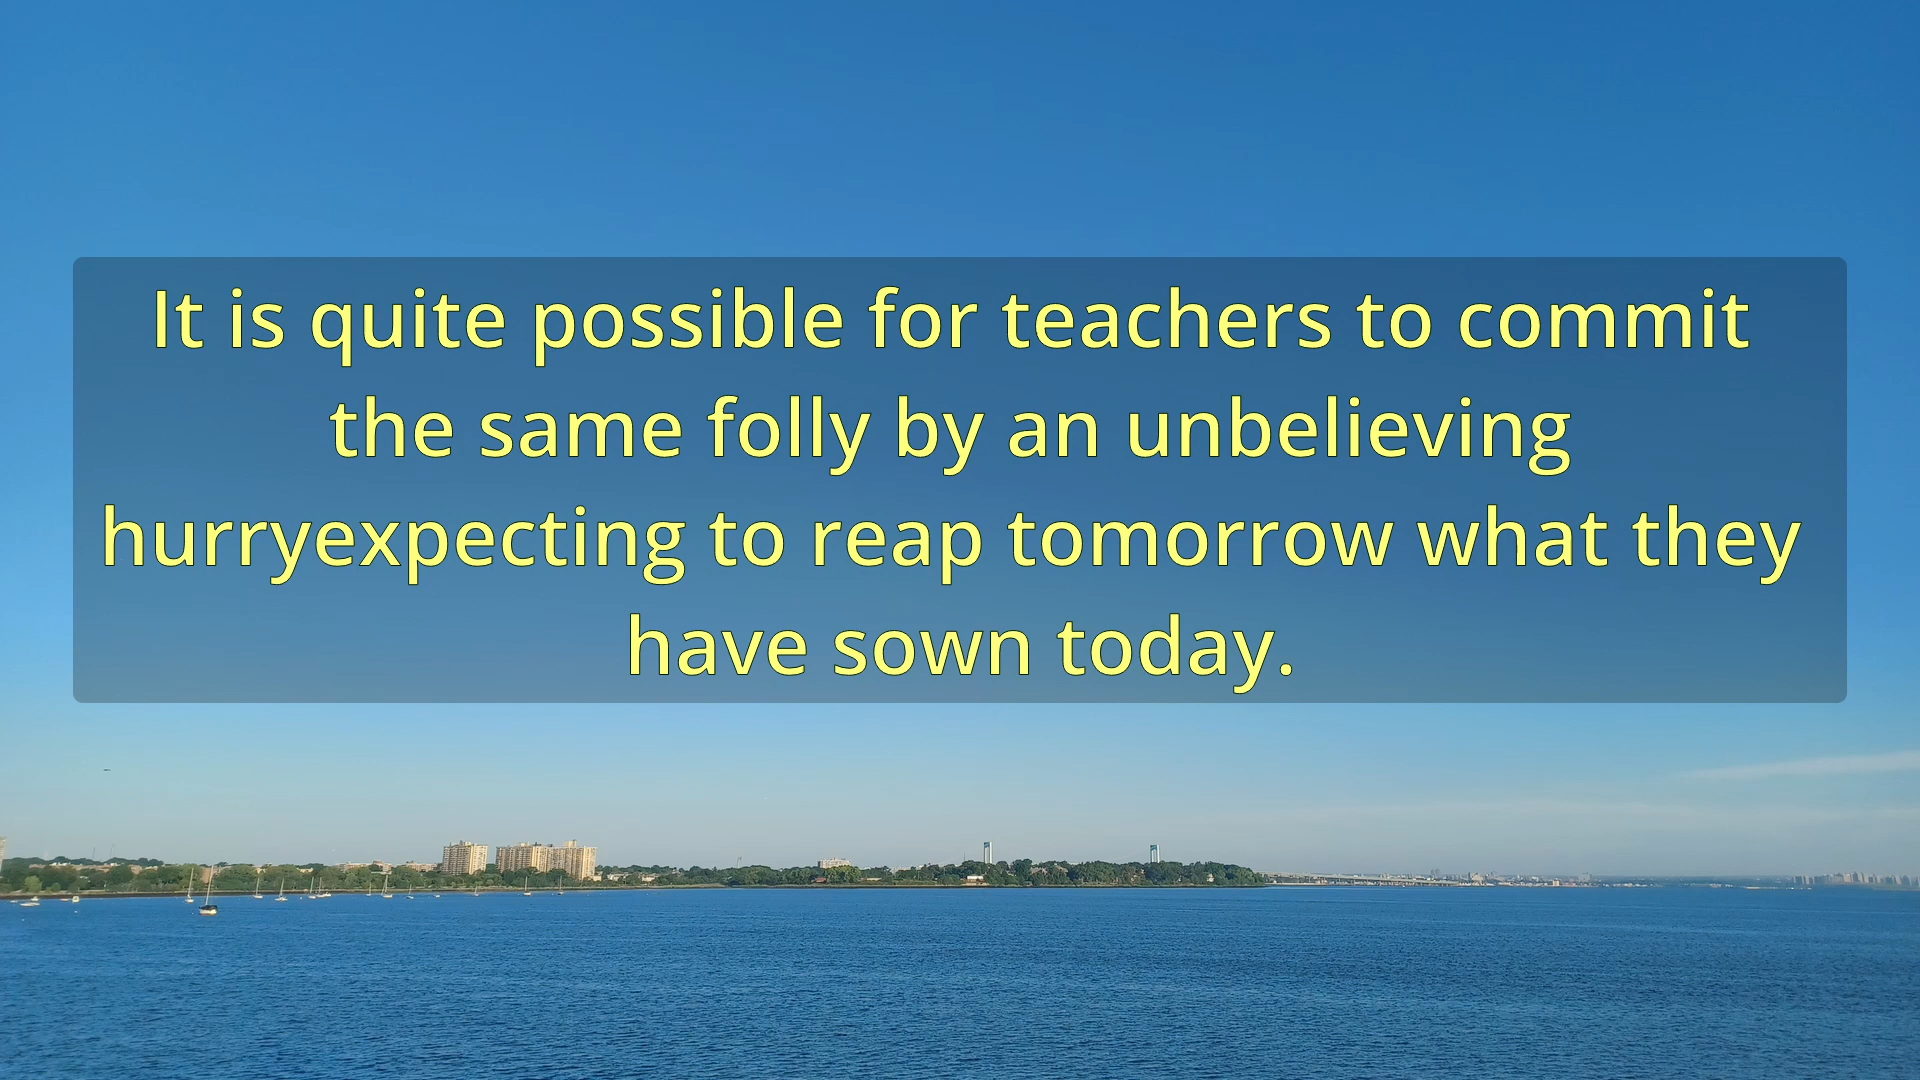 It is quite possible for teachers to commit
the same folly by an unbelieving
hurryexpecting to reap tomorrow what they
have sown today.